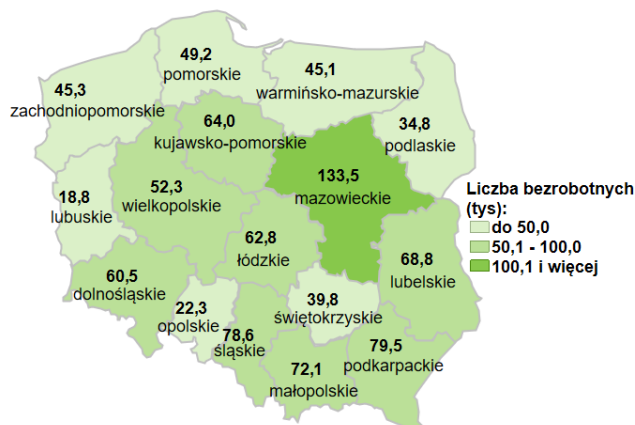 49,2
pomorskie
45,1
warmińsko-mazurskie
45,3
zachodniopomorskie
64,0
kujawsko-pomorskie
34,8
podlaskie
133,5
mazowieckie
18,8
lubuskie
52,3
wielkopolskie
Liczba bezrobotnych
(tys):
do 50,0
50,1 - 100,0
100,1 i więcej
62,8
łódzkie
68,8
lubelskie
60,5
dolnośląskie
22,3
opolskie
39,8
świętokrzyskie
78,6
śląskie
72,1
małopolskie
79,5
podkarpackie